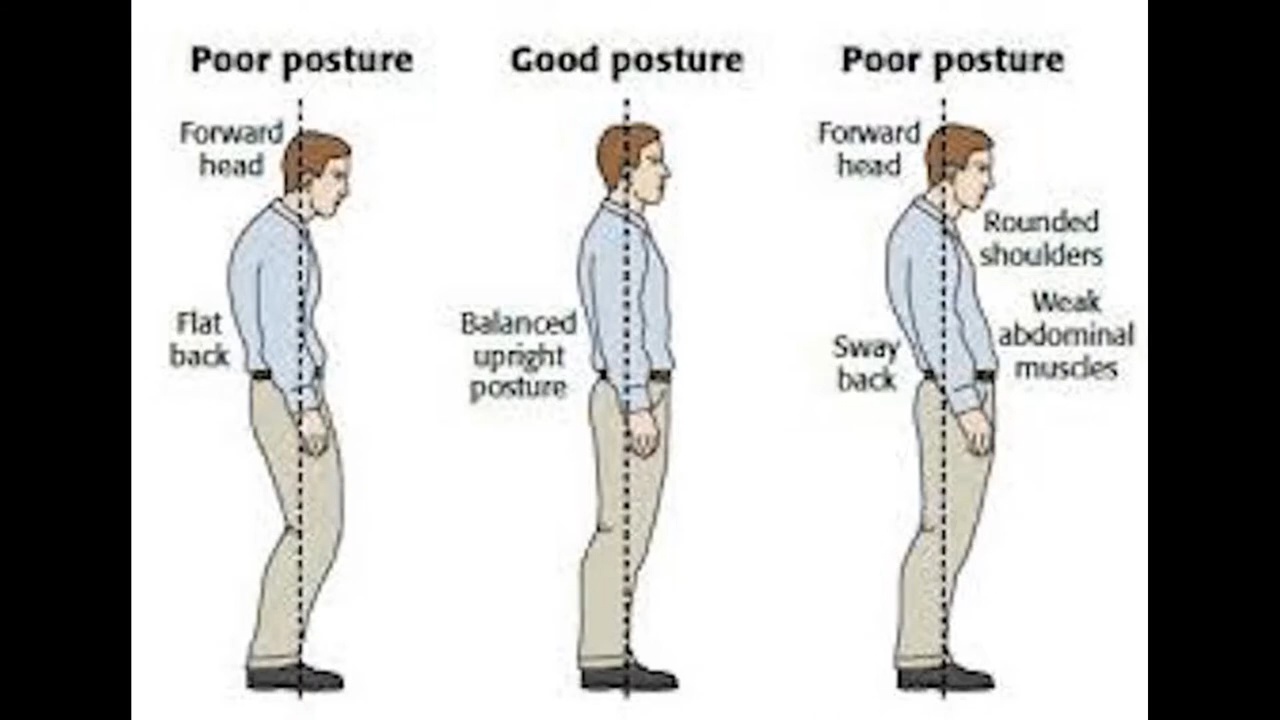 Poor posture
Good posture
Poor posture
Forward
head
Flat
back
Balanced
upright
posture
Forward
head
Rounded
shoulders
Weak
abdominal
muscles
Sway
back